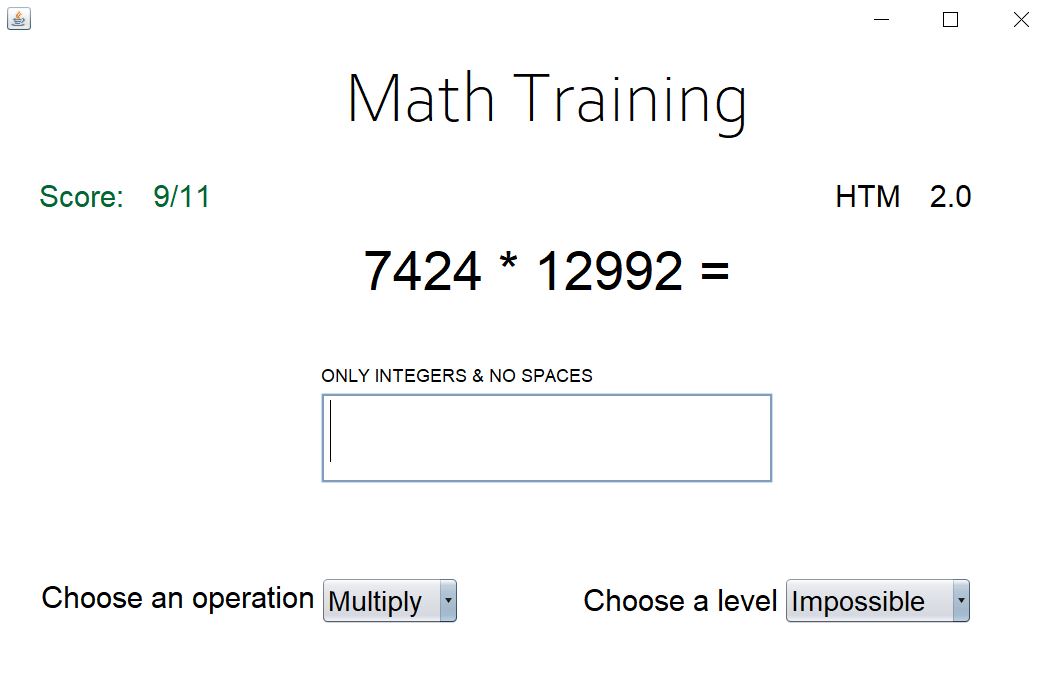 Math Training
Score: 9/11
HTM 2.0
7424 * 12992 =
ONLY INTEGERS & NO SPACES
Choose an operation Multiply
Choose a level Impossible